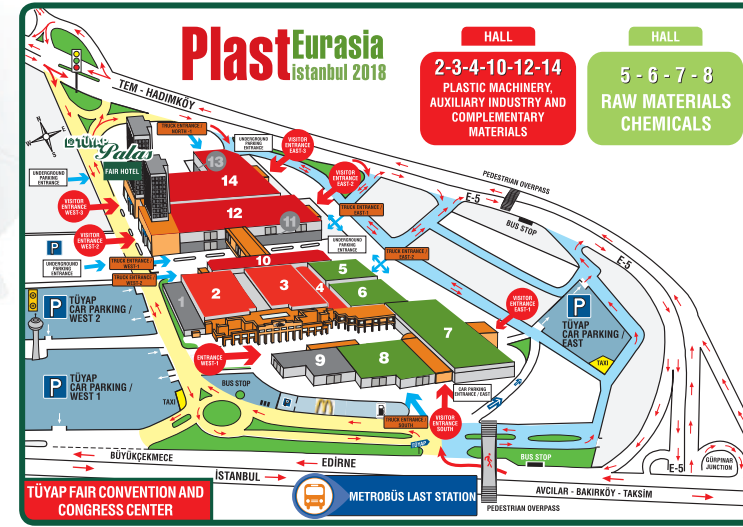 Plast Eurasia
istanbul 2018
HALL
2-3-4-10-12-14
PLASTIC MACHINERY,
AUXILIARY INDUSTRY AND
COMPLEMENTARY
MATERIALS
HALL
5 - 6 - 7 - 8
RAW MATERIALS
CHEMICALS
TEM - HADIMKÖY
TRUCK ENTRANCE /
NORTH -1
UNDERGROUND
PARKING
ENTRANCE
VISITOR
ENTRANCE
EAST-3
VISITOR
ENTRANCE
EAST-2
TÜYAP
Palas
FAIR HOTEL
UNDERGROUND
PARKING
ENTRANCE
13
14
12
11
TRUCK ENTRANCE /
EAST-1
PEDESTRIAN OVERPASS
E-5
BUS STOP
E-5
VISITOR
ENTRANCE
WEST-3
VISITOR
ENTRANCE
WEST-2
P
UNDERGROUND
PARKING
ENTRANCE
TRUCK ENTRANCE /
WEST-1
TRUCK ENTRANCE /
WEST-2
UNDERGROUND
PARKING
ENTRANCE
TRUCK ENTRANCE /
EAST-2
10
1
2
3
4
5
6
7
8
9
P
TÜYAP
CAR PARKING /
WEST 2
VISITOR
ENTRANCE
EAST-1
P
TÜYAP
CAR PARKING /
EAST
TAXI
ENTRANCE
WEST-1
P
TÜYAP
CAR PARKING /
WEST 1
TAXI
BUS STOP
P
CAR PARKING
ENTRANCE / EAST
TRUCK ENTRANCE /
SOUTH
VISITOR
ENTRANCE
SOUTH
BUS STOP
BÜYÜKÇEKMECE
EDİRNE
İSTANBUL
E-5
GÜRPINAR
JUNCTION
TÜYAP FAIR CONVENTION AND
CONGRESS CENTER
METROBÜS LAST STATION
AVCILAR - BAKIRKÖY - TAKSİM
PEDESTRIAN OVERPASS